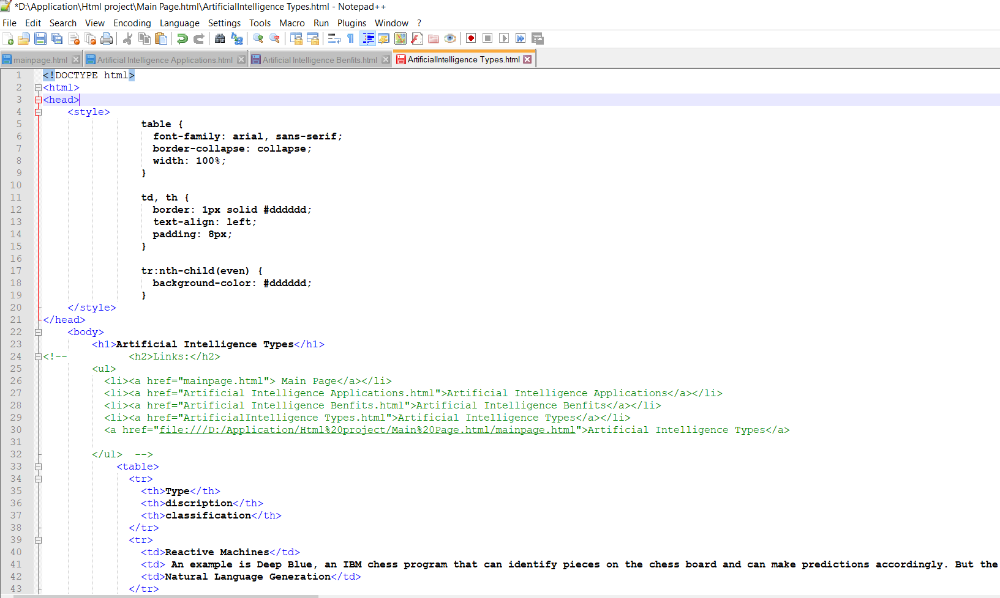 *D:\Application\Html project\Main Page.html\ArtificialIntelligence Types.html - Notepad++
File Edit Search View Encoding Language Settings Tools Macro Run Plugins Window ?
mainpage.html Artificial Intelligence Applications.html Artificial Intelligence Benfits.html ArtificialIntelligence Types.html
1 <!DOCTYPE html>
2 <html>
3 <head>
4 <style>
5 table {
6 font-family: arial, sans-serif;
7 border-collapse: collapse;
8 width: 100%;
9 }
10
11 td, th {
12 border: 1px solid #dddddd;
13 text-align: left;
14 padding: 8px;
15 }
16
17 tr:nth-child(even) {
18 background-color: #dddddd;
19 }
20 </style>
21 </head>
22 <body>
23 <h1>Artificial Intelligence Types</h1>
24 <!-- <h2>Links:</h2>
25 <ul>
26 <li><a href="mainpage.html"> Main Page</a></li>
27 <li><a href="Artificial Intelligence Applications.html">Artificial Intelligence Applications</a></li>
28 <li><a href="Artificial Intelligence Benfits.html">Artificial Intelligence Benfits</a></li>
29 <li><a href="ArtificialIntelligence Types.html">Artificial Intelligence Types</a></li>
30 <a href="file:///D:/Application/Html%20project/Main%20Page.html/mainpage.html">Artificial Intelligence Types</a>
31
32 </ul> -->
33 <table>
34 <tr>
35 <th>Type</th>
36 <th>discription</th>
37 <th>classification</th>
38 </tr>
39 <tr>
40 <td>Reactive Machines</td>
41 <td> An example is Deep Blue, an IBM chess program that can identify pieces on the chess board and can make predictions accordingly. But the
42 <td>Natural Language Generation</td>
43 </tr>